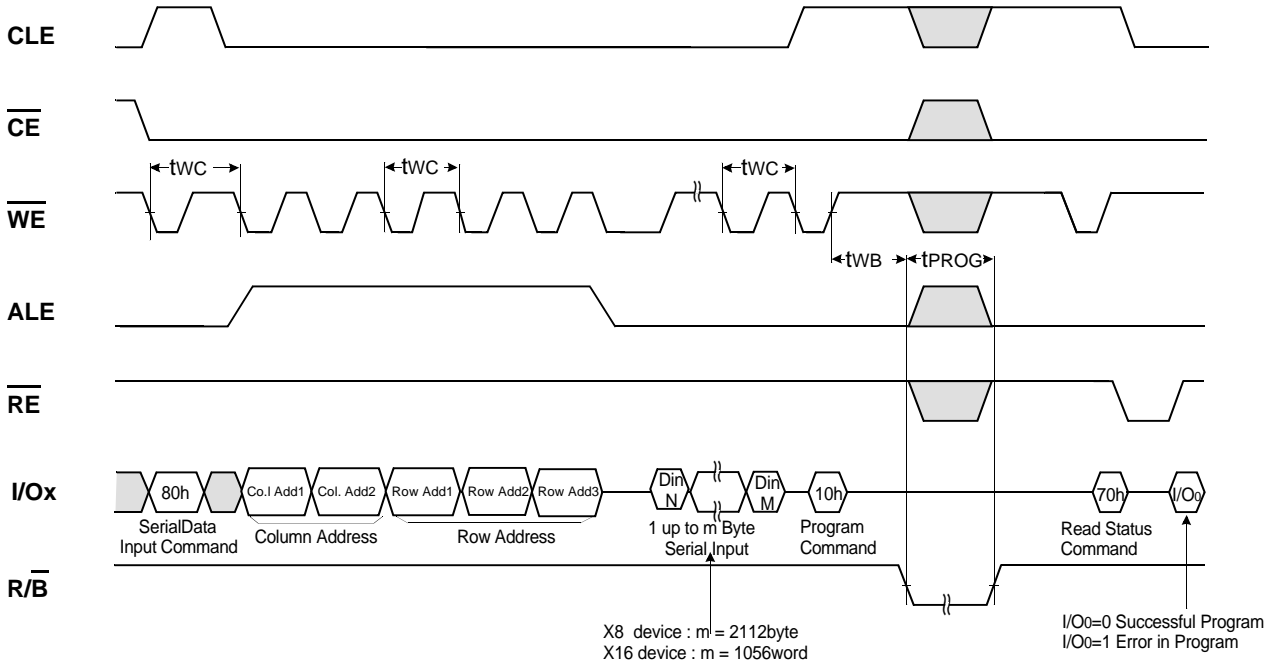 CLE
CE
tWC
tWC
tWC
WE
tWB
tPROG
ALE
RE
I/Ox
80h
Co.l Add1
Col. Add2
Row Add1
Row Add2
Row Add3
Din
N
Din
M
10h
70h
I/O0
SerialData
Input Command
Column Address
Row Address
1 up to m Byte
Serial Input
Program
Command
Read Status
Command
R/B
X8 device : m = 2112byte
X16 device : m = 1056word
I/O0=0 Successful Program
I/O0=1 Error in Program